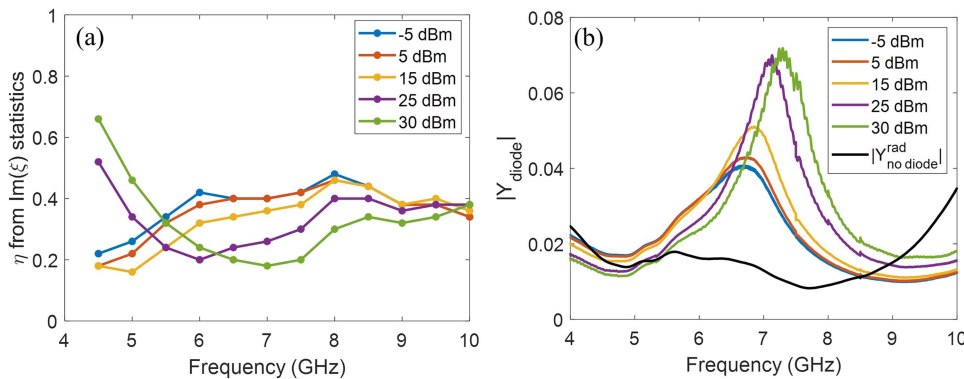 (a)
η from Im(ξ) statistics
1
0.8
0.6
0.4
0.2
0
4 5 6 7 8 9 10
Frequency (GHz)
-5 dBm
5 dBm
15 dBm
25 dBm
30 dBm
(b)
|Y_diode|
0.08
0.06
0.04
0.02
0
4 5 6 7 8 9 10
Frequency (GHz)
-5 dBm
5 dBm
15 dBm
25 dBm
30 dBm
|Y^rad_no diode|